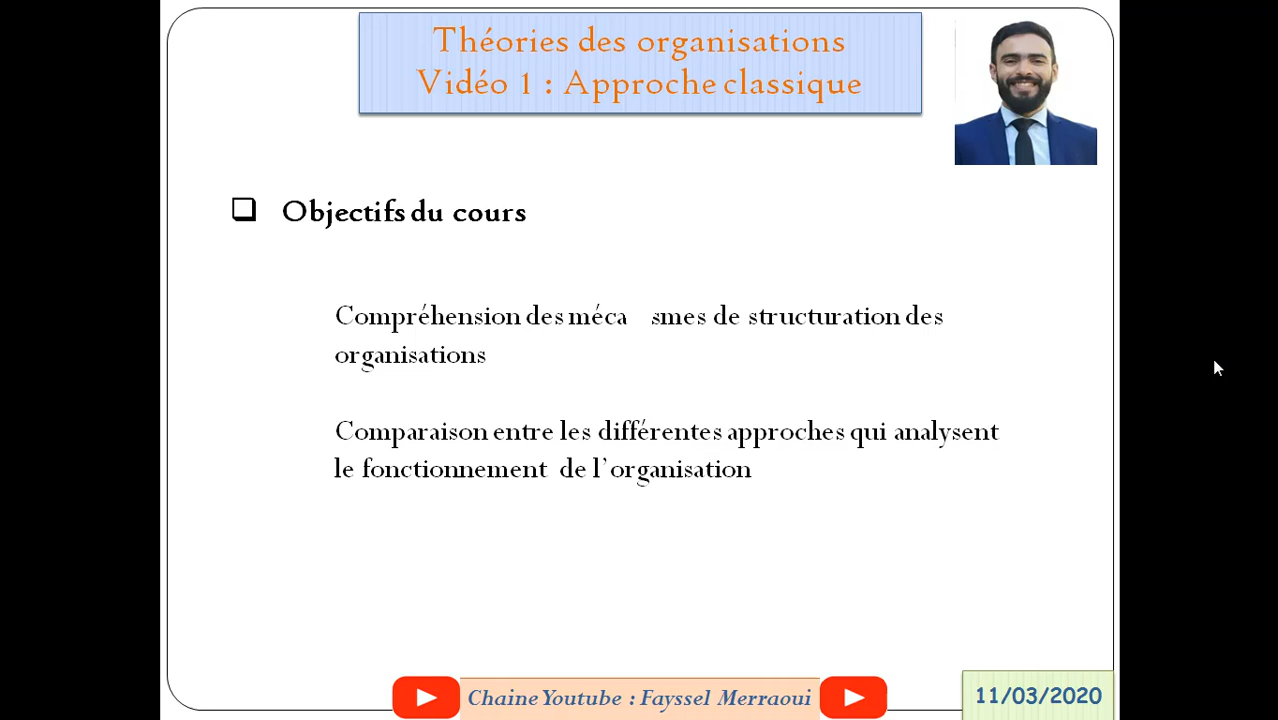 Théories des organisations
Vidéo 1 : Approche classique
Objectifs du cours
Compréhension des méca smes de structuration des
organisations
Comparaison entre les différentes approches qui analysent
le fonctionnement de l’organisation
Chaine Youtube : Fayssel Merraoui
11/03/2020